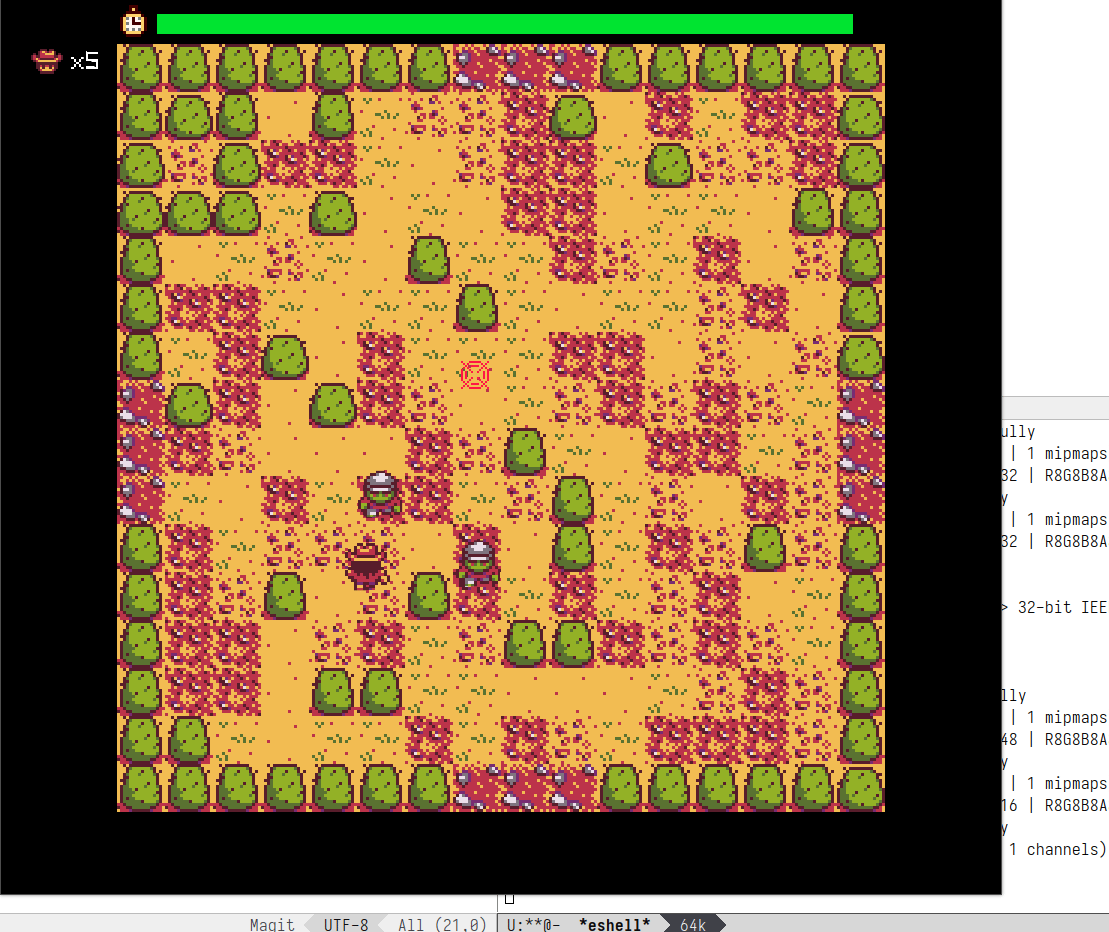 x5
ully
| 1 mipmaps
32 | R8G8B8A
y
| 1 mipmaps
32 | R8G8B8A
> 32-bit IEE
lly
| 1 mipmaps
48 | R8G8B8A
y
| 1 mipmaps
16 | R8G8B8A
y
1 channels)
Magit UTF-8 All (21,0) U:**@- *eshell* 64k